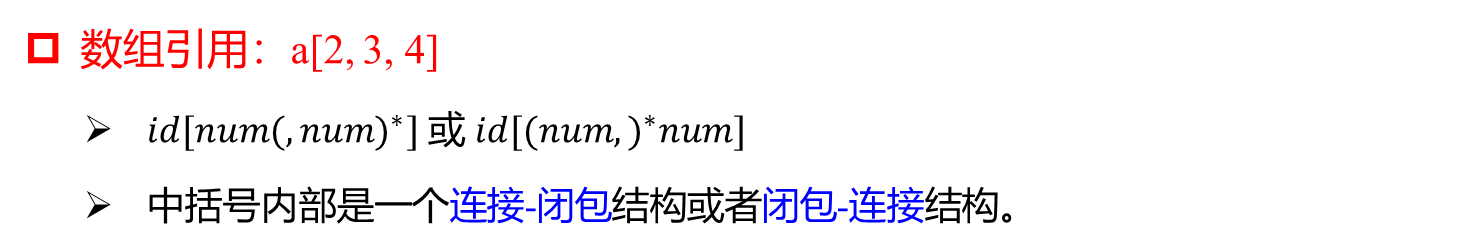 数组引用：a[2, 3, 4]
id[num(, num)*] 或 id[(num, )*num]
中括号内部是一个连接-闭包结构或者闭包-连接结构。